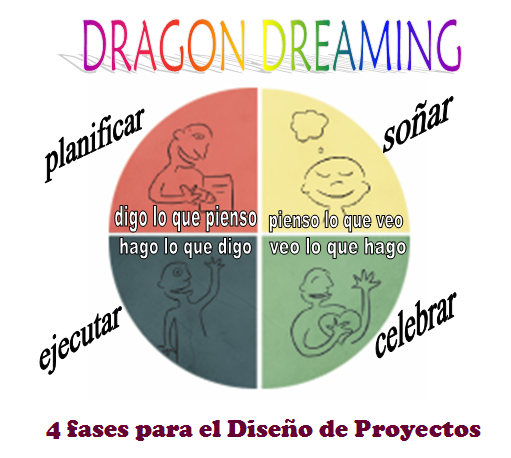 DRAGON DREAMING
planificar
soñar
digo lo que pienso
pienso lo que veo
hago lo que digo
veo lo que hago
ejecutar
celebrar
4 fases para el Diseño de Proyectos